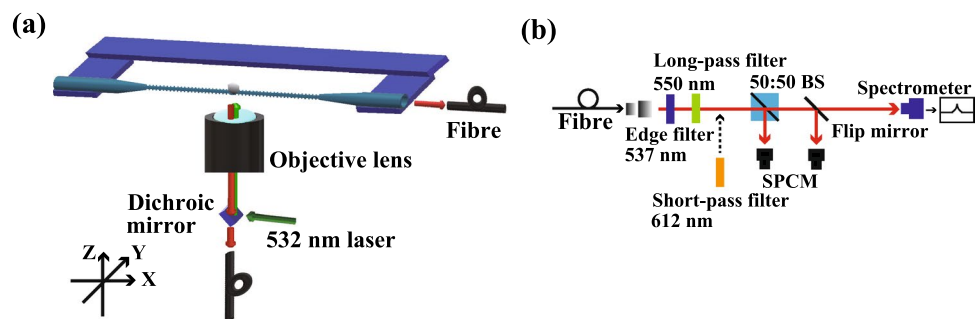 (a)
Fibre
Objective lens
Dichroic
mirror
532 nm laser
Z
Y
X
(b)
Long-pass filter
550 nm
50:50 BS
Spectrometer
Fibre
Edge filter
537 nm
Flip mirror
SPCM
Short-pass filter
612 nm